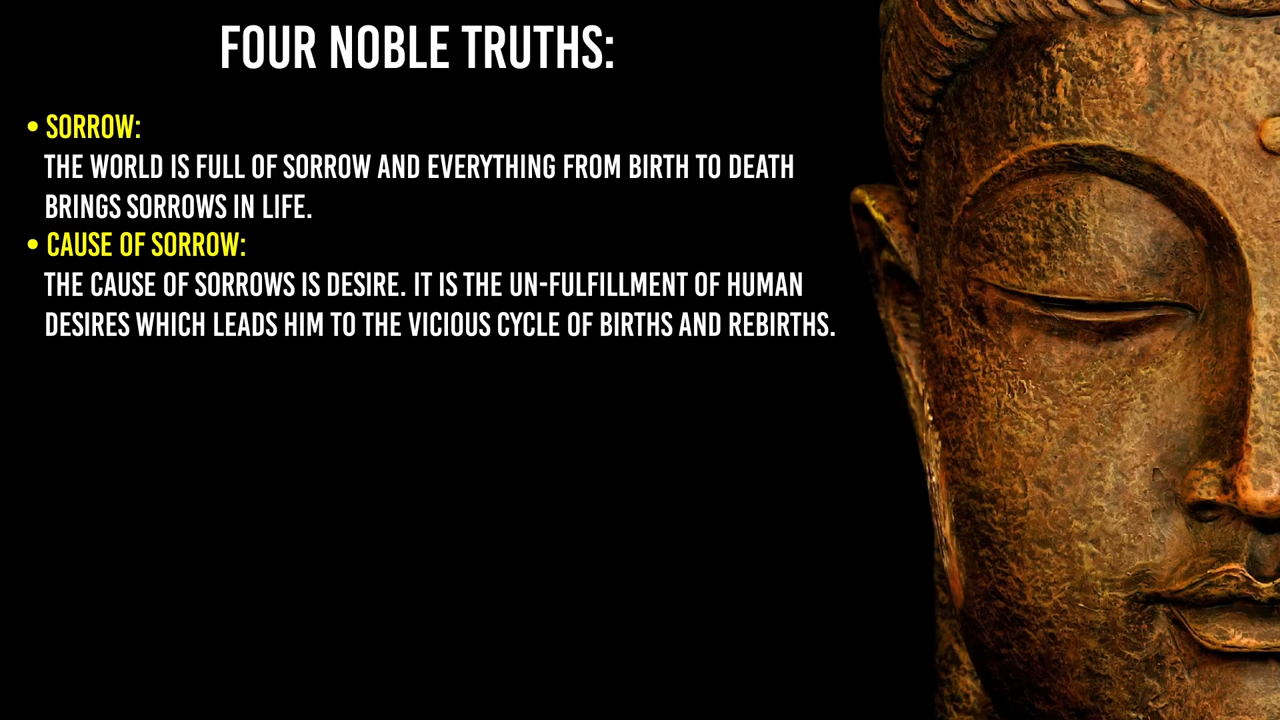 FOUR NOBLE TRUTHS:
• SORROW:
THE WORLD IS FULL OF SORROW AND EVERYTHING FROM BIRTH TO DEATH
BRINGS SORROWS IN LIFE.
• CAUSE OF SORROW:
THE CAUSE OF SORROWS IS DESIRE. IT IS THE UN-FULFILLMENT OF HUMAN
DESIRES WHICH LEADS HIM TO THE VICIOUS CYCLE OF BIRTHS AND REBIRTHS.